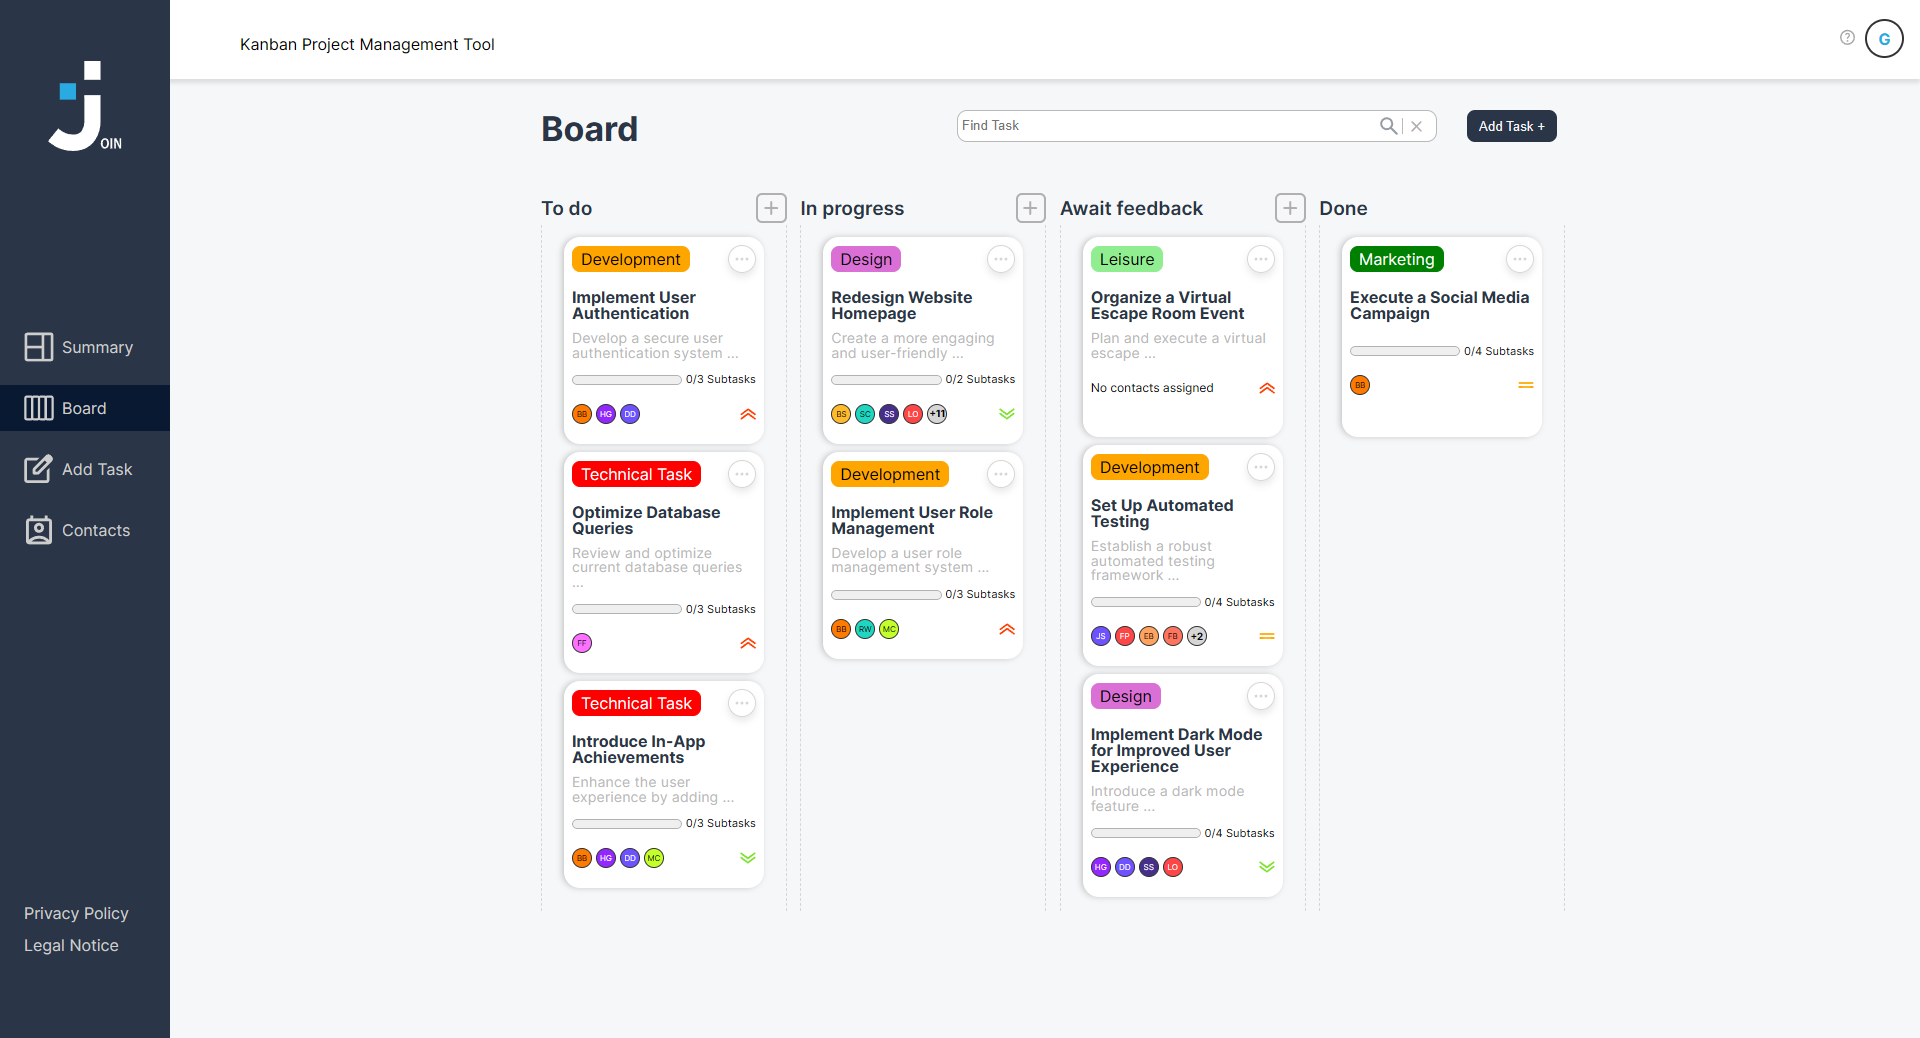 OIN
Summary
Board
Add Task
Contacts
Privacy Policy
Legal Notice
Kanban Project Management Tool
?
G
Board
Find Task
Add Task +
To do
Development
Implement User
Authentication
Develop a secure user
authentication system ...
0/3 Subtasks
BB HG DD
Technical Task
Optimize Database
Queries
Review and optimize
current database queries
...
0/3 Subtasks
FF
Technical Task
Introduce In-App
Achievements
Enhance the user
experience by adding ...
0/3 Subtasks
BB HG DD MC
In progress
Design
Redesign Website
Homepage
Create a more engaging
and user-friendly ...
0/2 Subtasks
BS SC SS LO +11
Development
Implement User Role
Management
Develop a user role
management system ...
0/3 Subtasks
BB RW MC
Await feedback
Leisure
Organize a Virtual
Escape Room Event
Plan and execute a virtual
escape ...
No contacts assigned
Development
Set Up Automated
Testing
Establish a robust
automated testing
framework ...
0/4 Subtasks
JS FP EB FB +2
Design
Implement Dark Mode
for Improved User
Experience
Introduce a dark mode
feature ...
0/4 Subtasks
HG DD SS LO
Done
Marketing
Execute a Social Media
Campaign
0/4 Subtasks
BB